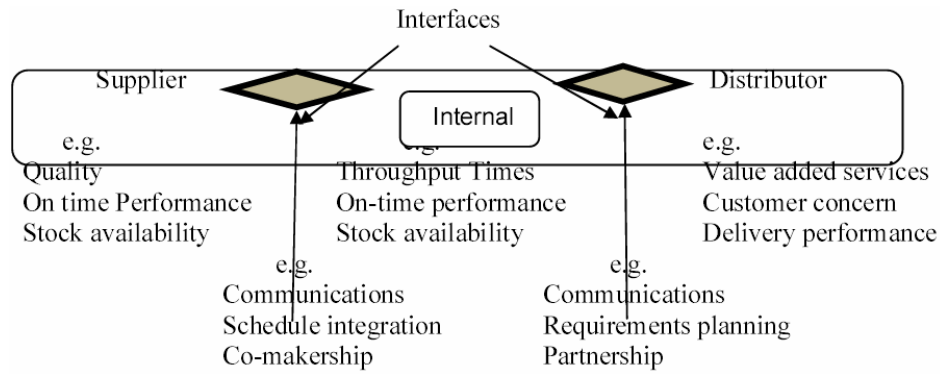 Interfaces
Supplier
Distributor
Internal
e.g.
Quality
On time Performance
Stock availability
e.g.
Throughput Times
On-time performance
Stock availability
e.g.
Value added services
Customer concern
Delivery performance
e.g.
Communications
Schedule integration
Co-makership
e.g.
Communications
Requirements planning
Partnership